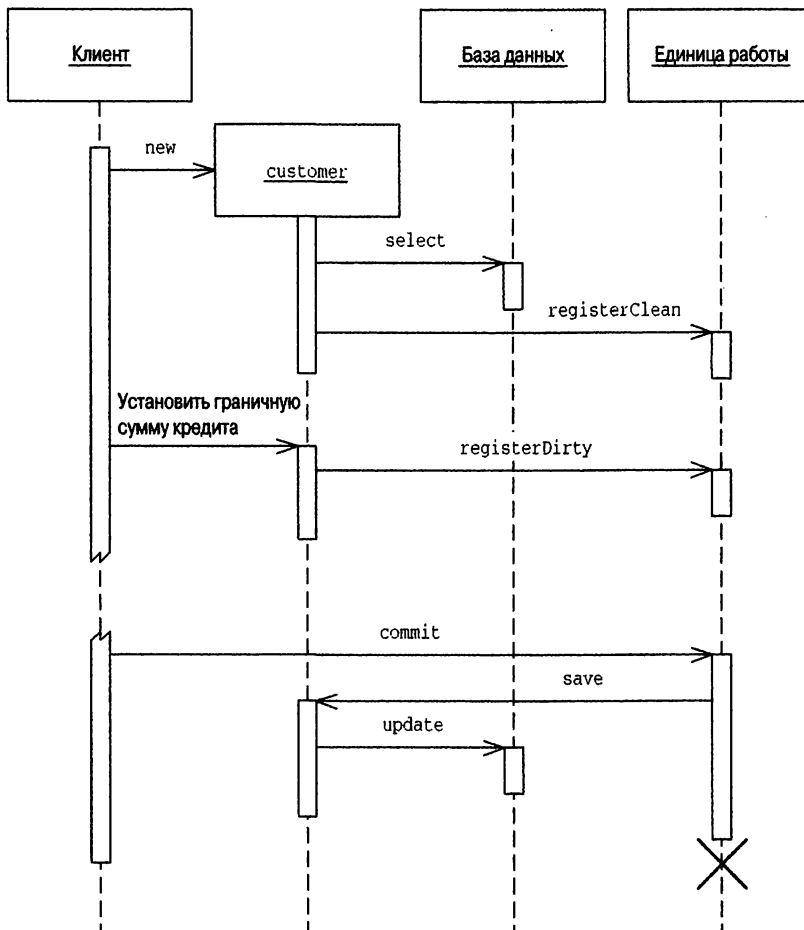 Клиент
База данных
Единица работы
new
customer
select
registerClean
Установить граничную
сумму кредита
registerDirty
commit
save
update